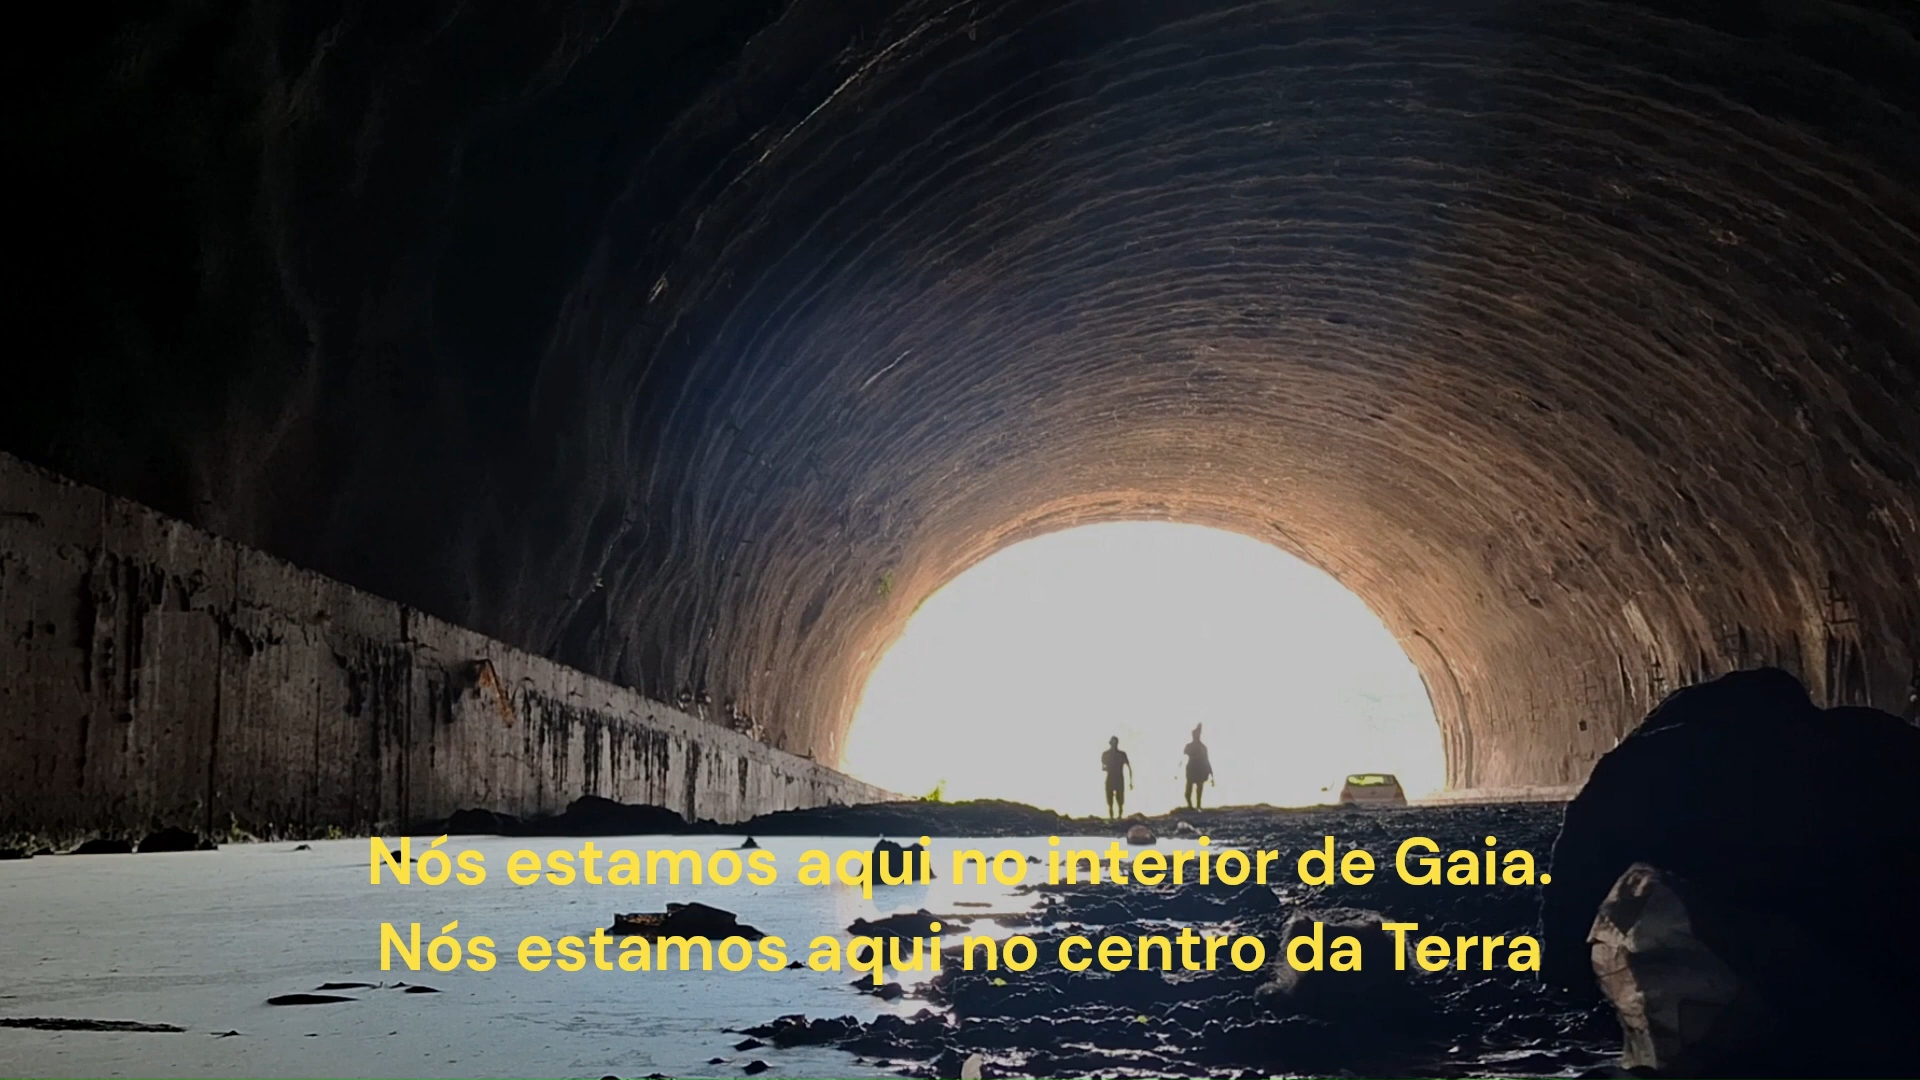 Nós estamos aqui no interior de Gaia.
Nós estamos aqui no centro da Terra